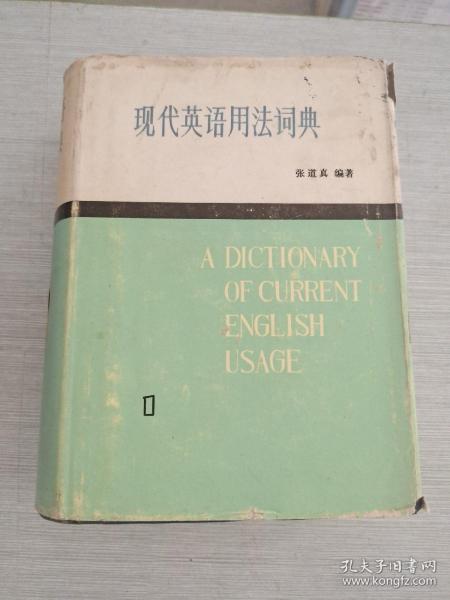 现代英语用法词典
张道真 编著
A DICTIONARY
OF CURRENT
ENGLISH
USAGE
孔夫子旧书网
www.kongfz.com